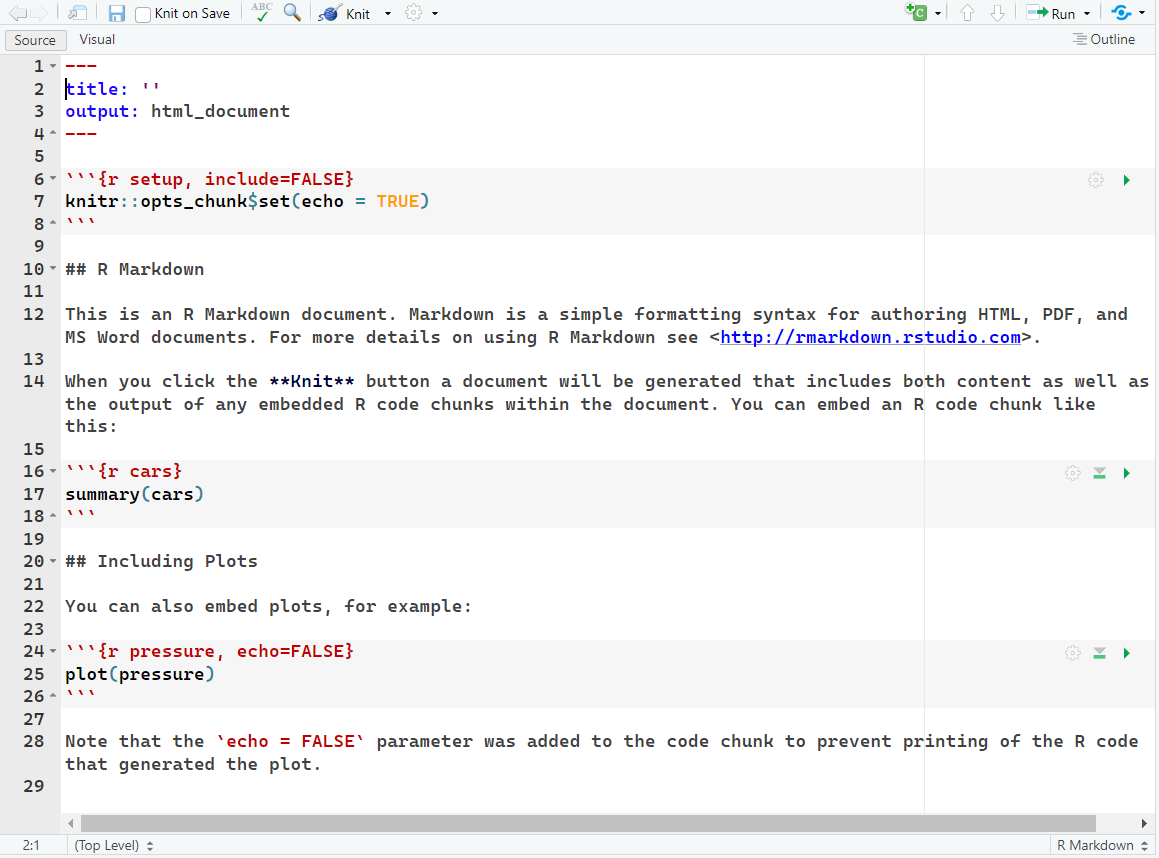 Knit on Save ABC Knit Run
Source Visual Outline
1 ---
2 title: ''
3 output: html_document
4 ---
5
6 ```{r setup, include=FALSE}
7 knitr::opts_chunk$set(echo = TRUE)
8 ```
9
10 ## R Markdown
11
12 This is an R Markdown document. Markdown is a simple formatting syntax for authoring HTML, PDF, and
MS Word documents. For more details on using R Markdown see <http://rmarkdown.rstudio.com>.
13
14 When you click the **Knit** button a document will be generated that includes both content as well as
the output of any embedded R code chunks within the document. You can embed an R code chunk like
this:
15
16 ```{r cars}
17 summary(cars)
18 ```
19
20 ## Including Plots
21
22 You can also embed plots, for example:
23
24 ```{r pressure, echo=FALSE}
25 plot(pressure)
26 ```
27
28 Note that the `echo = FALSE` parameter was added to the code chunk to prevent printing of the R code
that generated the plot.
29
2:1 (Top Level) R Markdown